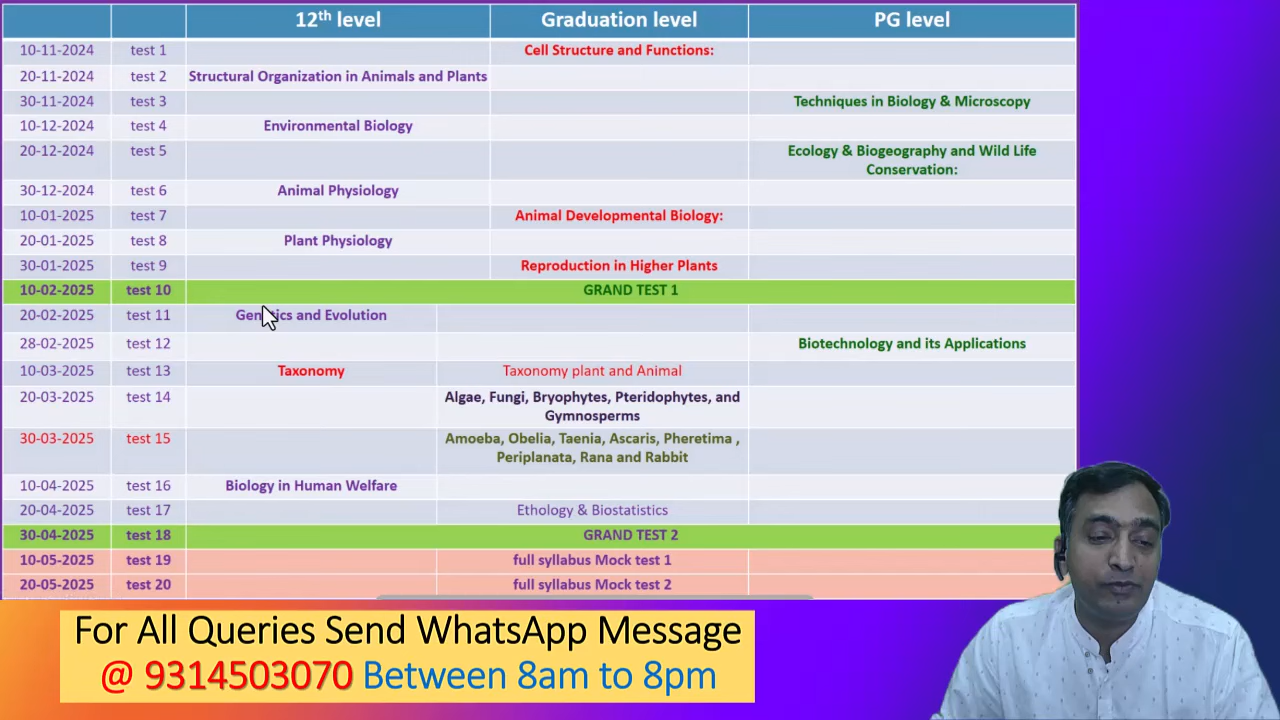 12th level Graduation level PG level
10-11-2024 test 1 Cell Structure and Functions:
20-11-2024 test 2 Structural Organization in Animals and Plants
30-11-2024 test 3 Techniques in Biology & Microscopy
10-12-2024 test 4 Environmental Biology
20-12-2024 test 5 Ecology & Biogeography and Wild Life
Conservation:
30-12-2024 test 6 Animal Physiology
10-01-2025 test 7 Animal Developmental Biology:
20-01-2025 test 8 Plant Physiology
30-01-2025 test 9 Reproduction in Higher Plants
10-02-2025 test 10 GRAND TEST 1
20-02-2025 test 11 Genetics and Evolution
28-02-2025 test 12 Biotechnology and its Applications
10-03-2025 test 13 Taxonomy Taxonomy plant and Animal
20-03-2025 test 14 Algae, Fungi, Bryophytes, Pteridophytes, and
Gymnosperms
30-03-2025 test 15 Amoeba, Obelia, Taenia, Ascaris, Pheretima ,
Periplanata, Rana and Rabbit
10-04-2025 test 16 Biology in Human Welfare
20-04-2025 test 17 Ethology & Biostatistics
30-04-2025 test 18 GRAND TEST 2
10-05-2025 test 19 full syllabus Mock test 1
20-05-2025 test 20 full syllabus Mock test 2
For All Queries Send WhatsApp Message
@ 9314503070 Between 8am to 8pm